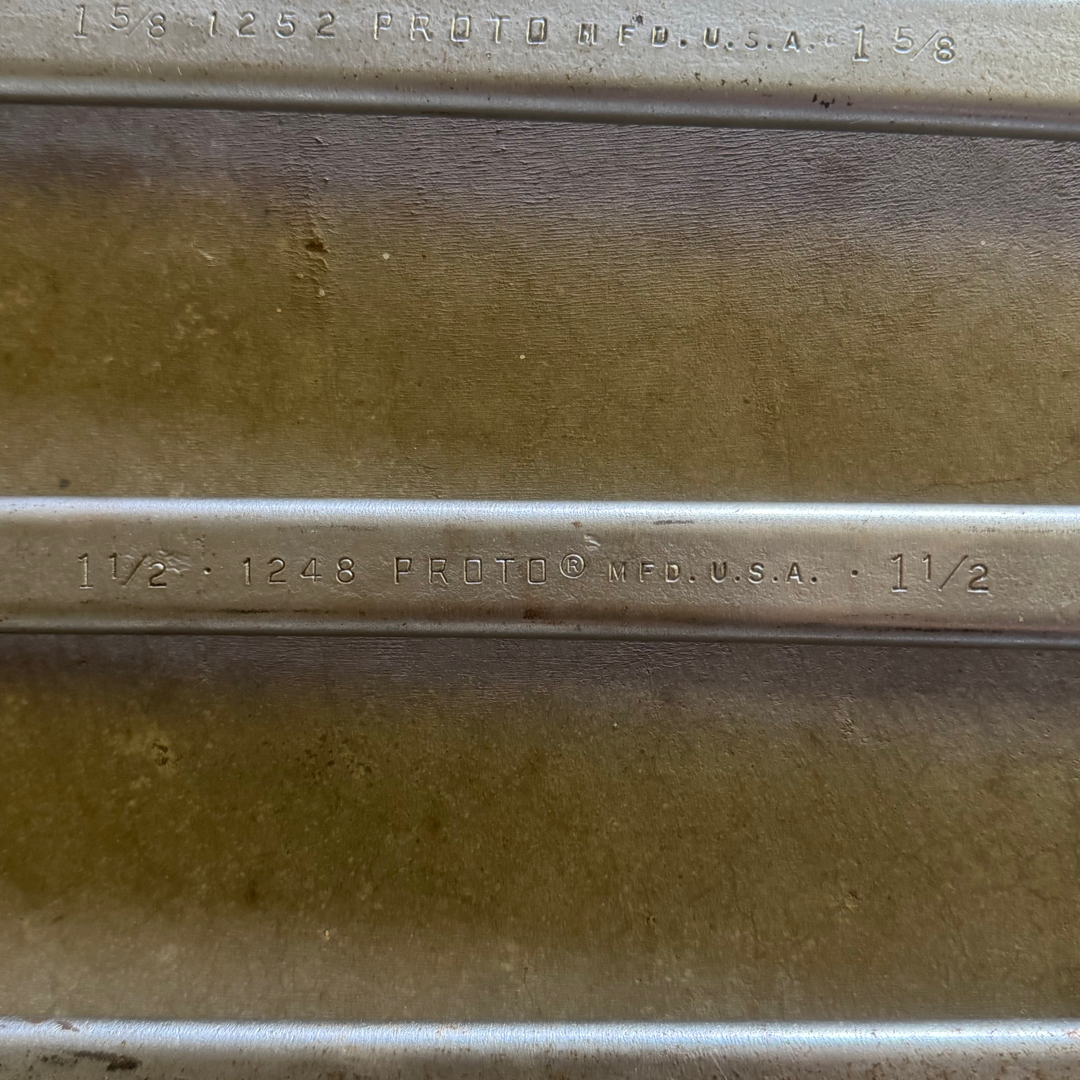 1 5/8 1252 PROTO MFD. U.S.A. 1 5/8
1 1/2 · 1248 PROTO® MFD. U.S.A. · 1 1/2